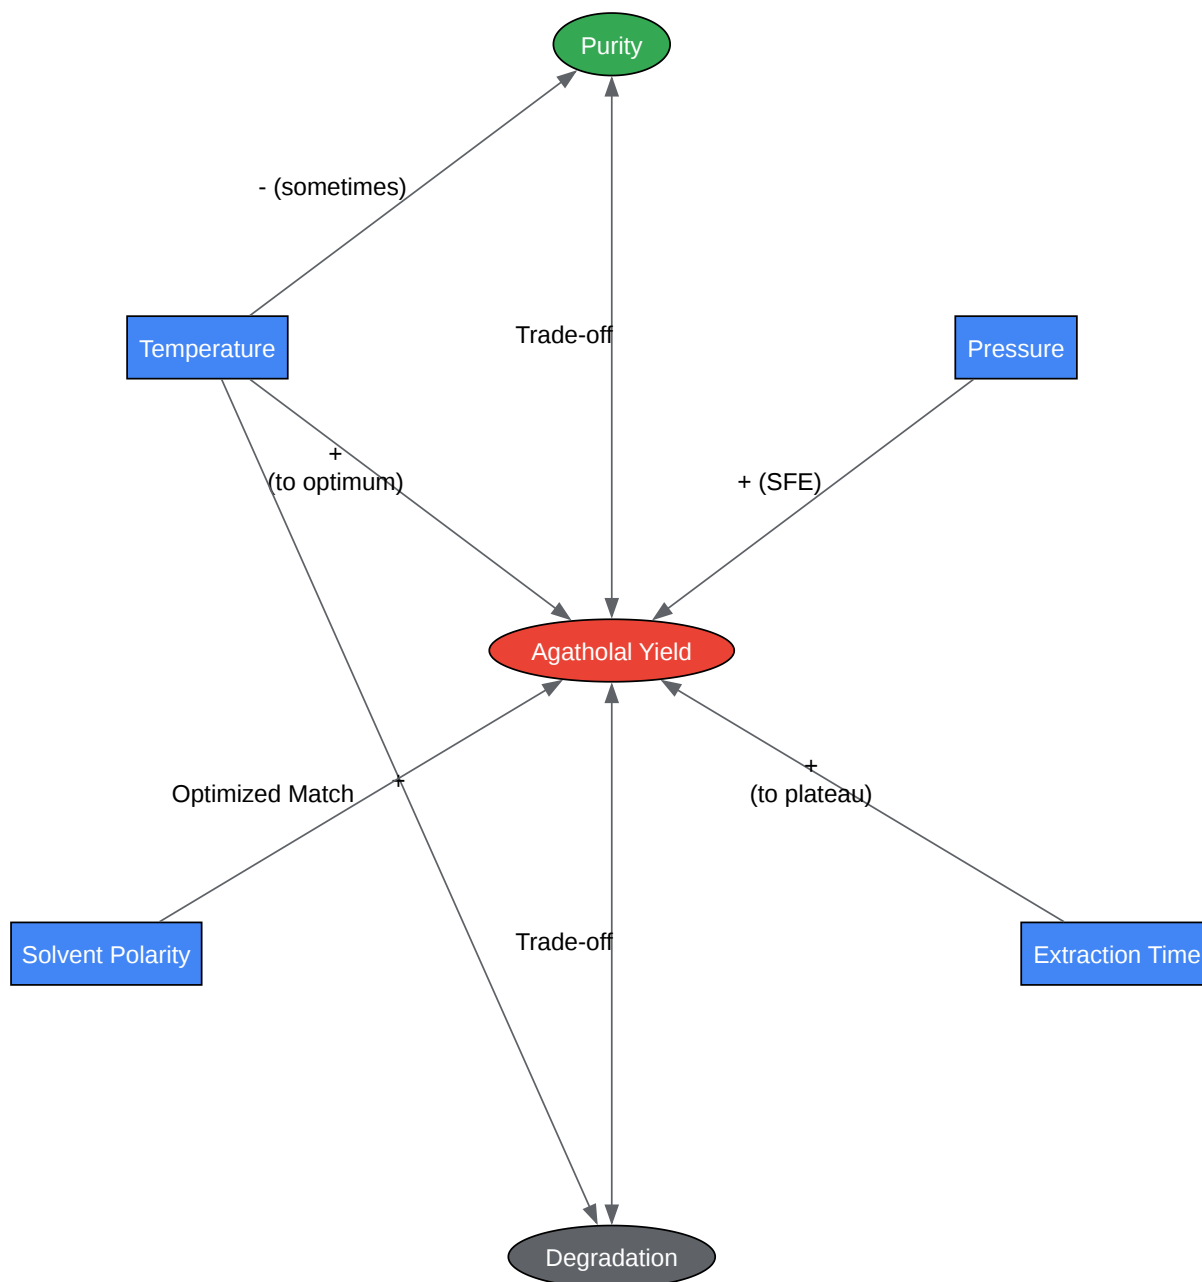 Purity
- (sometimes)
Trade-off
Temperature
Pressure
+
(to optimum)
+ (SFE)
Agatholal Yield
+
(to plateau)
+
Optimized Match
Trade-off
Solvent Polarity
Extraction Time
Degradation